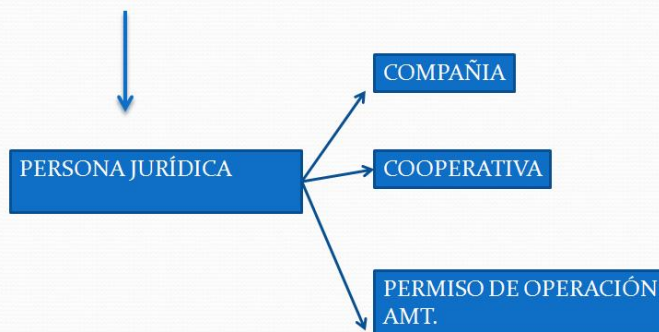 COMPAÑIA
PERSONA JURÍDICA
COOPERATIVA
PERMISO DE OPERACIÓN
AMT.